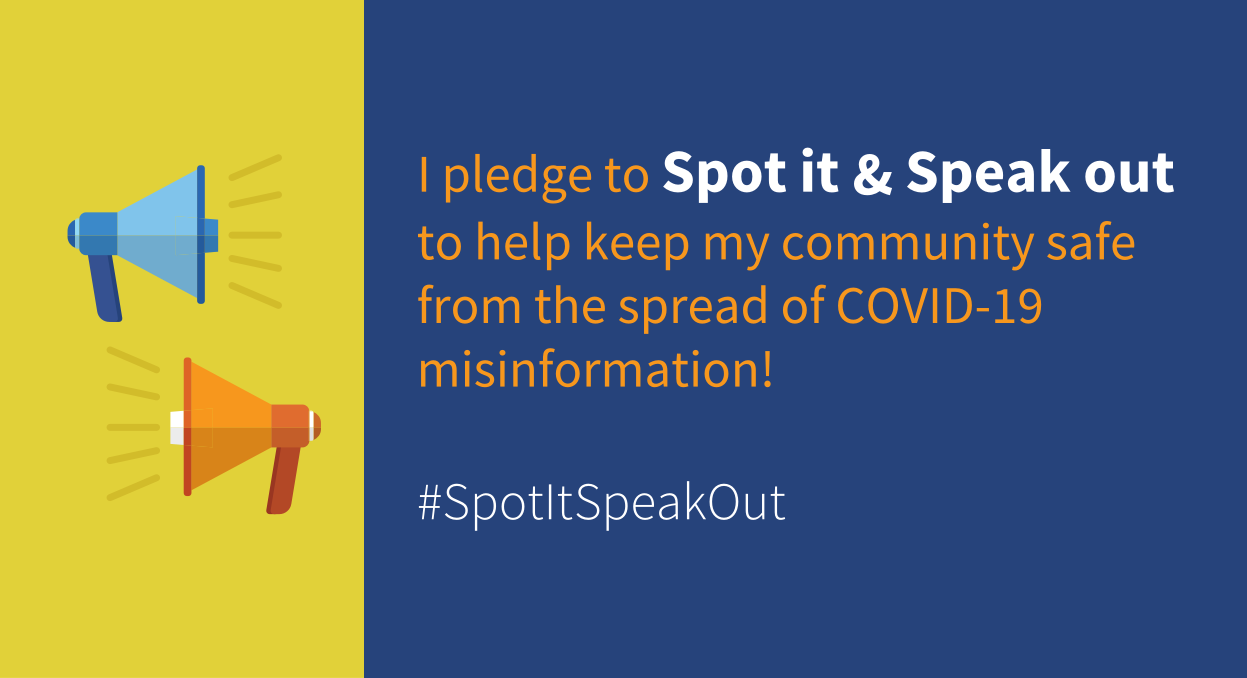 I pledge to Spot it & Speak out
to help keep my community safe
from the spread of COVID-19
misinformation!
#SpotItSpeakOut